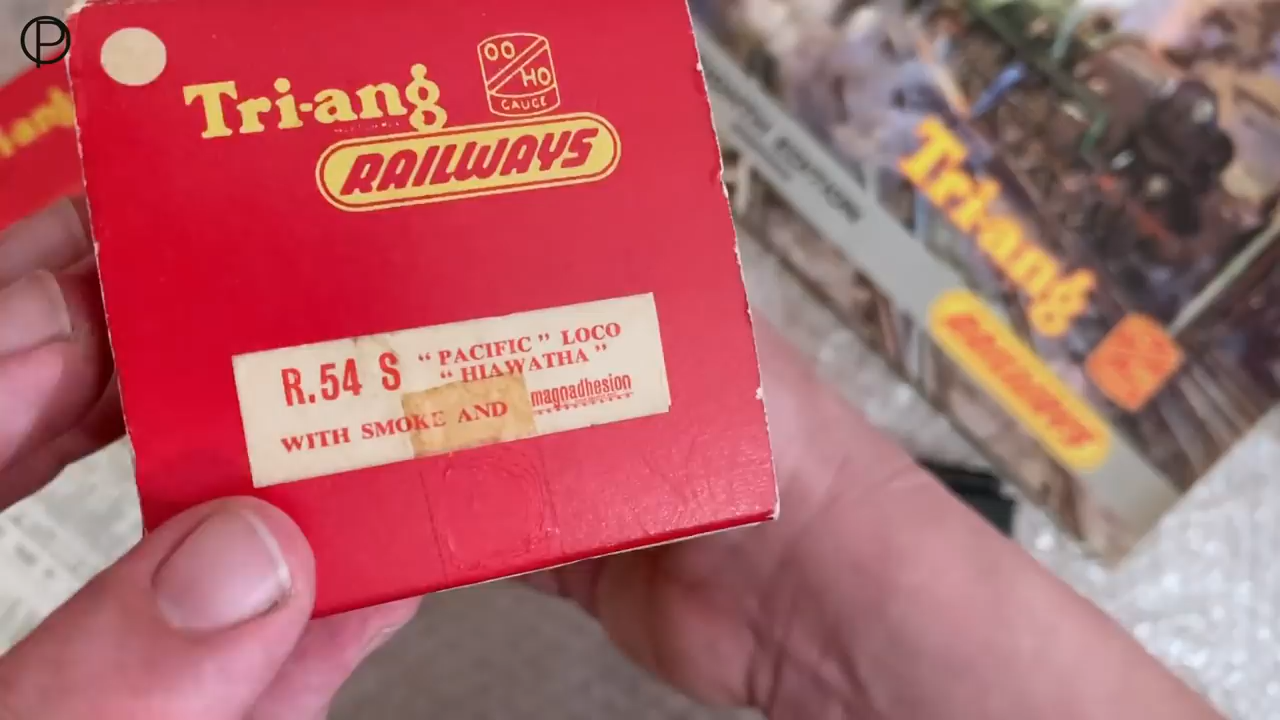 Tri-ang
OO
HO
GAUGE
RAILWAYS
R.54 S "PACIFIC" LOCO
"HIAWATHA"
WITH SMOKE AND magnadhesion
Tri-ang